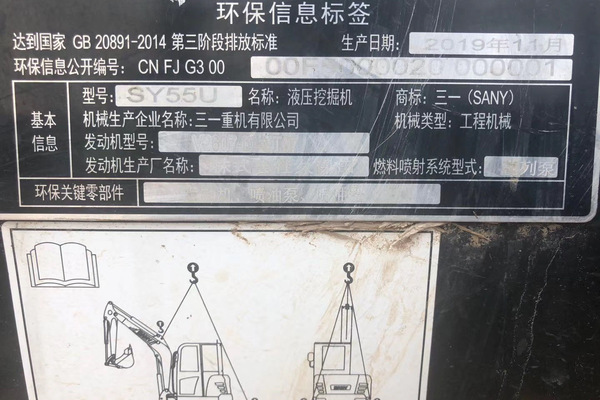 环保信息标签
达到国家 GB 20891-2014 第三阶段排放标准 生产日期: 2019年11月
环保信息公开编号: CN FJ G3 00
基本信息
型号: SY55U 名称: 液压挖掘机 商标: 三一 (SANY)
机械生产企业名称: 三一重机有限公司 机械类型: 工程机械
发动机型号:
发动机生产厂名称: 燃料喷射系统型式: 列泵
环保关键零部件 喷油泵